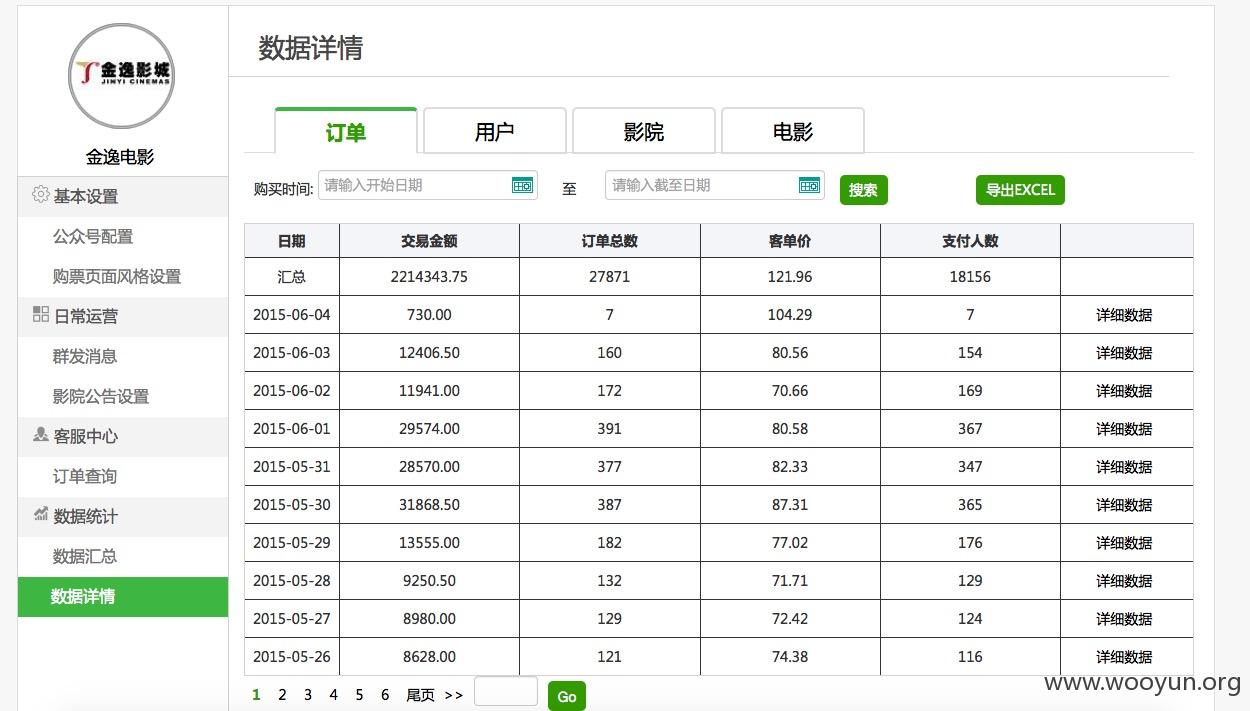 金逸影城
JINYI CINEMAS
金逸电影
基本设置
公众号配置
购票页面风格设置
日常运营
群发消息
影院公告设置
客服中心
订单查询
数据统计
数据汇总
数据详情
数据详情
订单 用户 影院 电影
购买时间: 请输入开始日期 至 请输入截至日期 搜索 导出EXCEL
日期 交易金额 订单总数 客单价 支付人数
汇总 2214343.75 27871 121.96 18156
2015-06-04 730.00 7 104.29 7 详细数据
2015-06-03 12406.50 160 80.56 154 详细数据
2015-06-02 11941.00 172 70.66 169 详细数据
2015-06-01 29574.00 391 80.58 367 详细数据
2015-05-31 28570.00 377 82.33 347 详细数据
2015-05-30 31868.50 387 87.31 365 详细数据
2015-05-29 13555.00 182 77.02 176 详细数据
2015-05-28 9250.50 132 71.71 129 详细数据
2015-05-27 8980.00 129 72.42 124 详细数据
2015-05-26 8628.00 121 74.38 116 详细数据
1 2 3 4 5 6 尾页 >> Go
www.wooyun.org